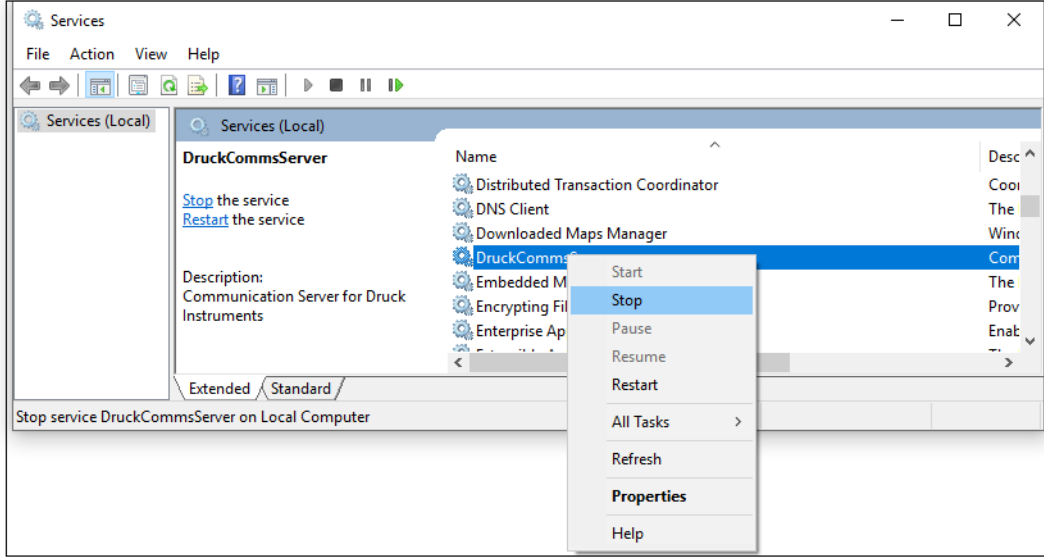 Services
File Action View Help
Services (Local)
Services (Local)
DruckCommsServer
Stop the service
Restart the service
Description:
Communication Server for Druck
Instruments
Name Desc
Distributed Transaction Coordinator
DNS Client The
Downloaded Maps Manager
DruckComms Com
Embedded M The
Encrypting Fil Prov
Enterprise Ap Enab
Start
Stop
Pause
Resume
Restart
All Tasks
Refresh
Properties
Help
Extended Standard
Stop service DruckCommsServer on Local Computer